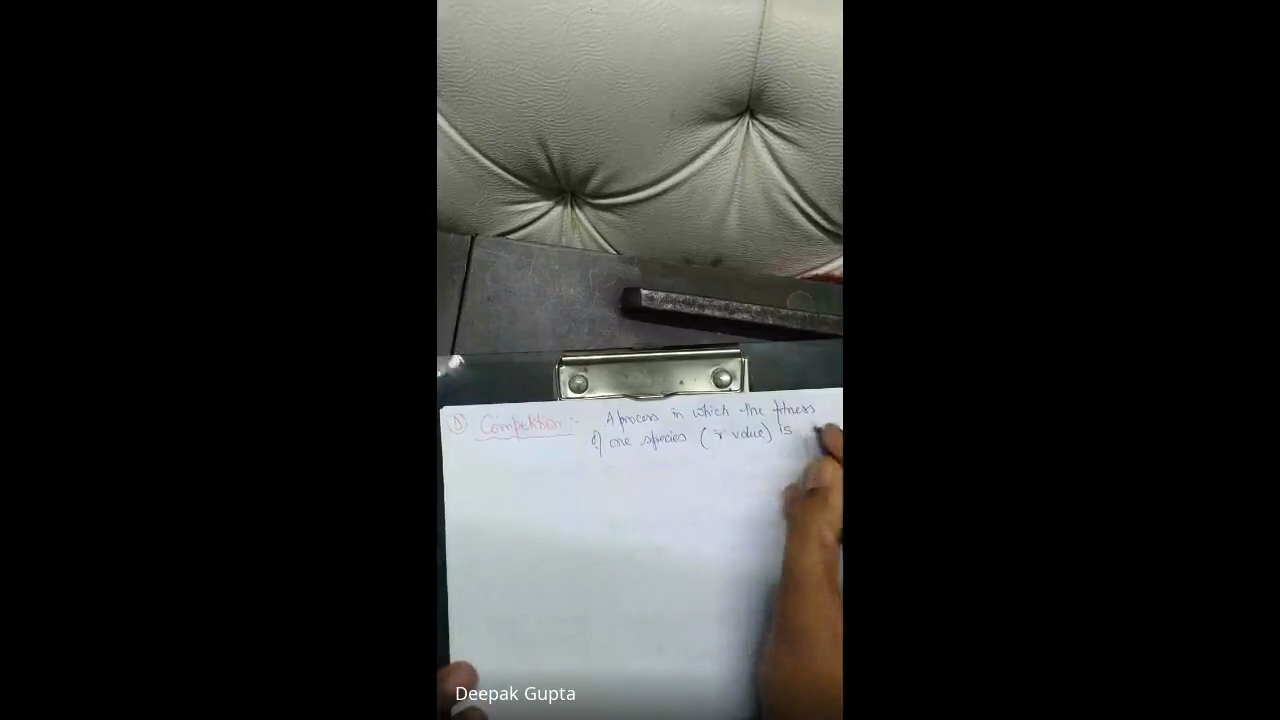 ① Competition :- A process in which the fitness
of one species ('r' value) is
Deepak Gupta